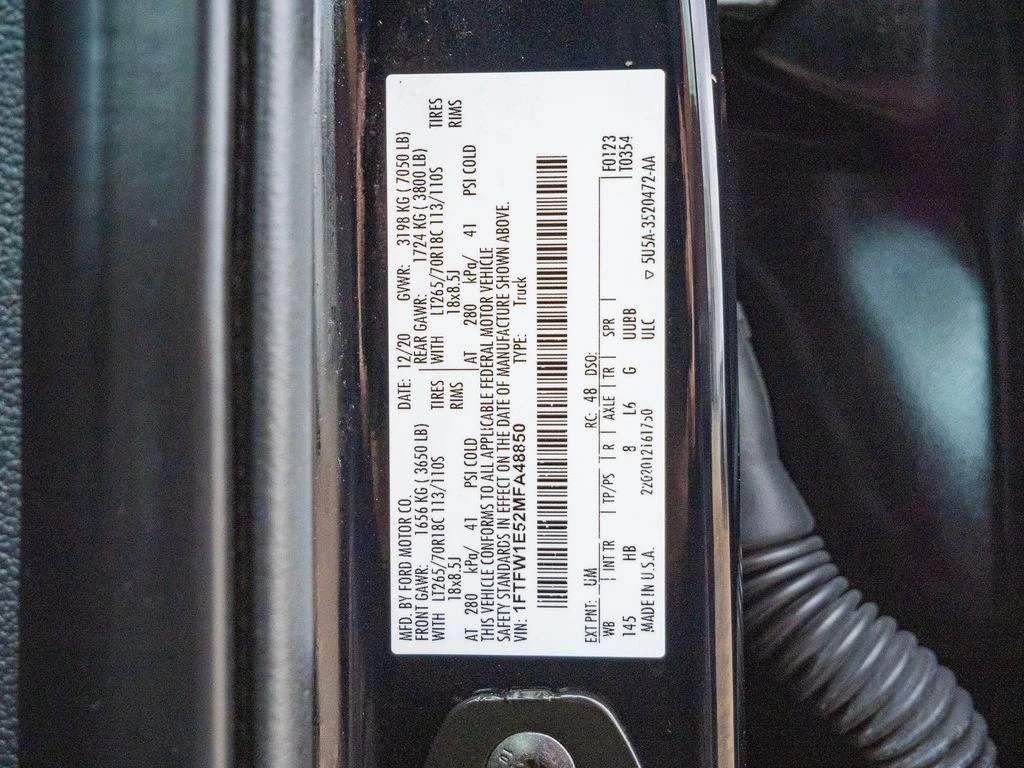 MFD. BY FORD MOTOR CO. DATE: 12/20 GVWR: 3198 KG ( 7050 LB)
FRONT GAWR: 1656 KG ( 3650 LB) REAR GAWR: 1724 KG ( 3800 LB)
WITH LT265/70R18C 113/110S TIRES WITH LT265/70R18C 113/110S TIRES
18x8.5J RIMS 18x8.5J RIMS
AT 280 kPa/ 41 PSI COLD AT 280 kPa/ 41 PSI COLD
THIS VEHICLE CONFORMS TO ALL APPLICABLE FEDERAL MOTOR VEHICLE
SAFETY STANDARDS IN EFFECT ON THE DATE OF MANUFACTURE SHOWN ABOVE.
VIN: 1FTFW1E52MFA48850 TYPE: Truck
EXT PNT: UM RC: 48 DSO: F0123
WB INT TR TP/PS R AXLE TR SPR T0354
145 HB 8 L6 G UUBB
MADE IN U.S.A. 2202012161750 ULC ▽ 5U5A-3520472-AA